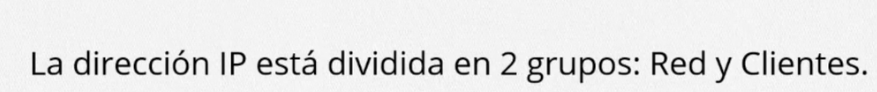 La dirección IP está dividida en 2 grupos: Red y Clientes.